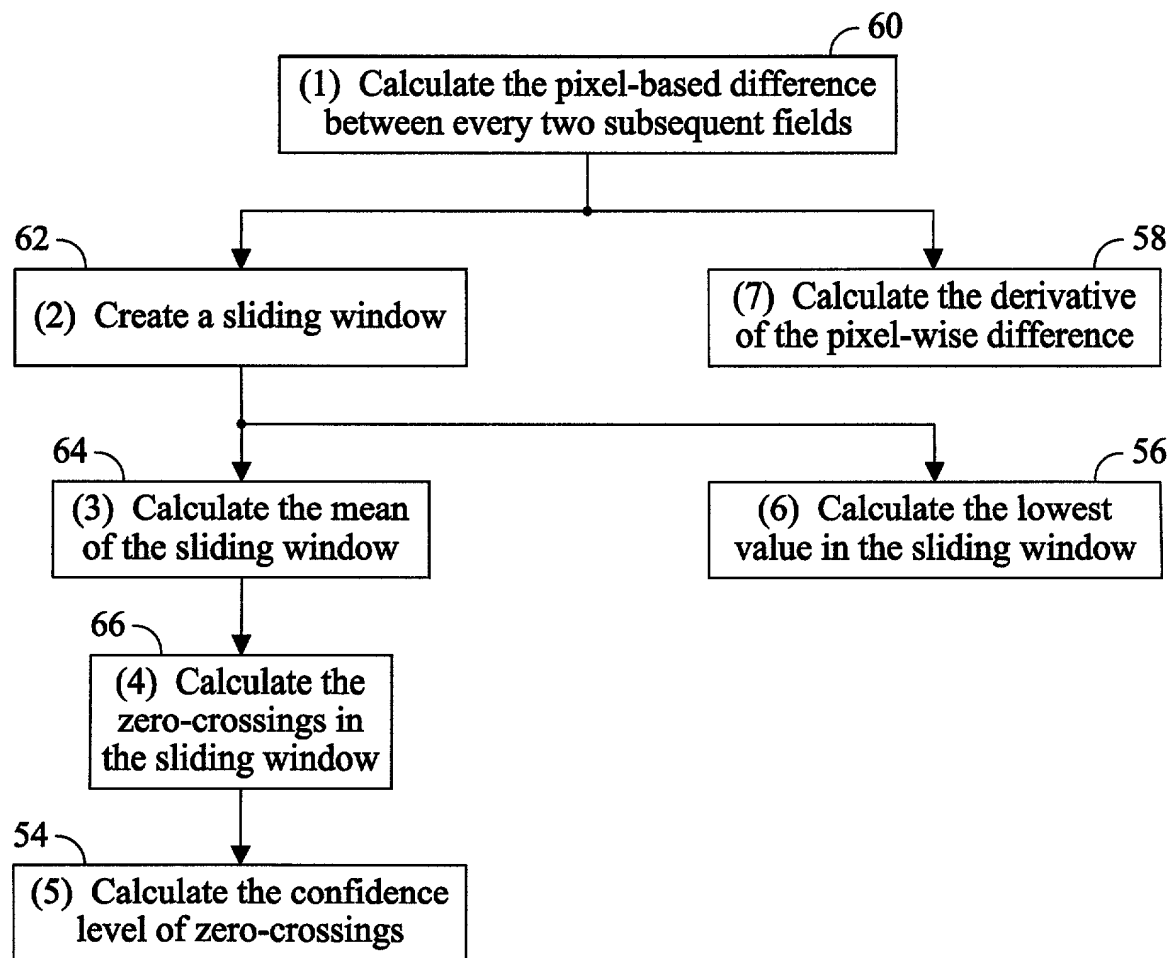 60
(1) Calculate the pixel-based difference
between every two subsequent fields
62
(2) Create a sliding window
58
(7) Calculate the derivative
of the pixel-wise difference
64
(3) Calculate the mean
of the sliding window
56
(6) Calculate the lowest
value in the sliding window
66
(4) Calculate the
zero-crossings in
the sliding window
54
(5) Calculate the confidence
level of zero-crossings